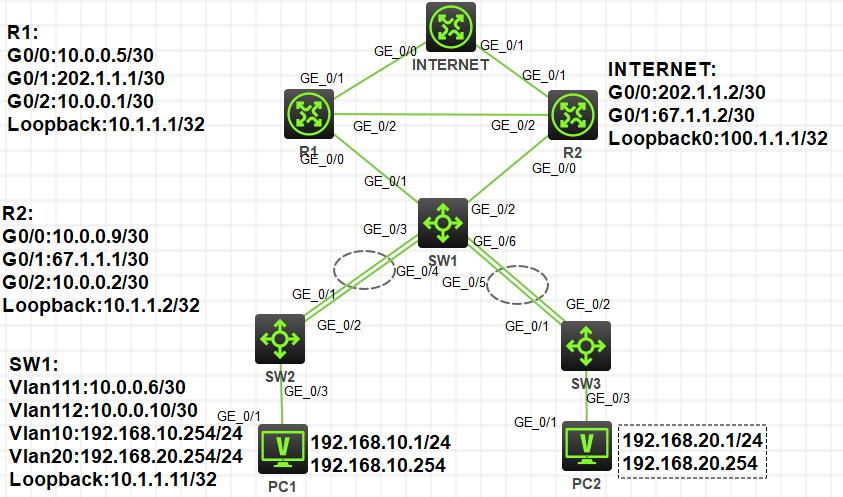 R1:
G0/0:10.0.0.5/30
G0/1:202.1.1.1/30
G0/2:10.0.0.1/30
Loopback:10.1.1.1/32
GE_0/0
GE_0/1
INTERNET
GE_0/1
GE_0/1
INTERNET:
G0/0:202.1.1.2/30
G0/1:67.1.1.2/30
Loopback0:100.1.1.1/32
GE_0/2
GE_0/2
R1
R2
GE_0/0
GE_0/0
GE_0/1
GE_0/2
R2:
G0/0:10.0.0.9/30
G0/1:67.1.1.1/30
G0/2:10.0.0.2/30
Loopback:10.1.1.2/32
GE_0/3
GE_0/6
SW1
GE_0/4
GE_0/5
GE_0/1
GE_0/2
GE_0/2
GE_0/1
SW1:
Vlan111:10.0.0.6/30
Vlan112:10.0.0.10/30
Vlan10:192.168.10.254/24
Vlan20:192.168.20.254/24
Loopback:10.1.1.11/32
SW2
SW3
GE_0/3
GE_0/3
GE_0/1
GE_0/1
V
192.168.10.1/24
192.168.10.254
PC1
V
192.168.20.1/24
192.168.20.254
PC2